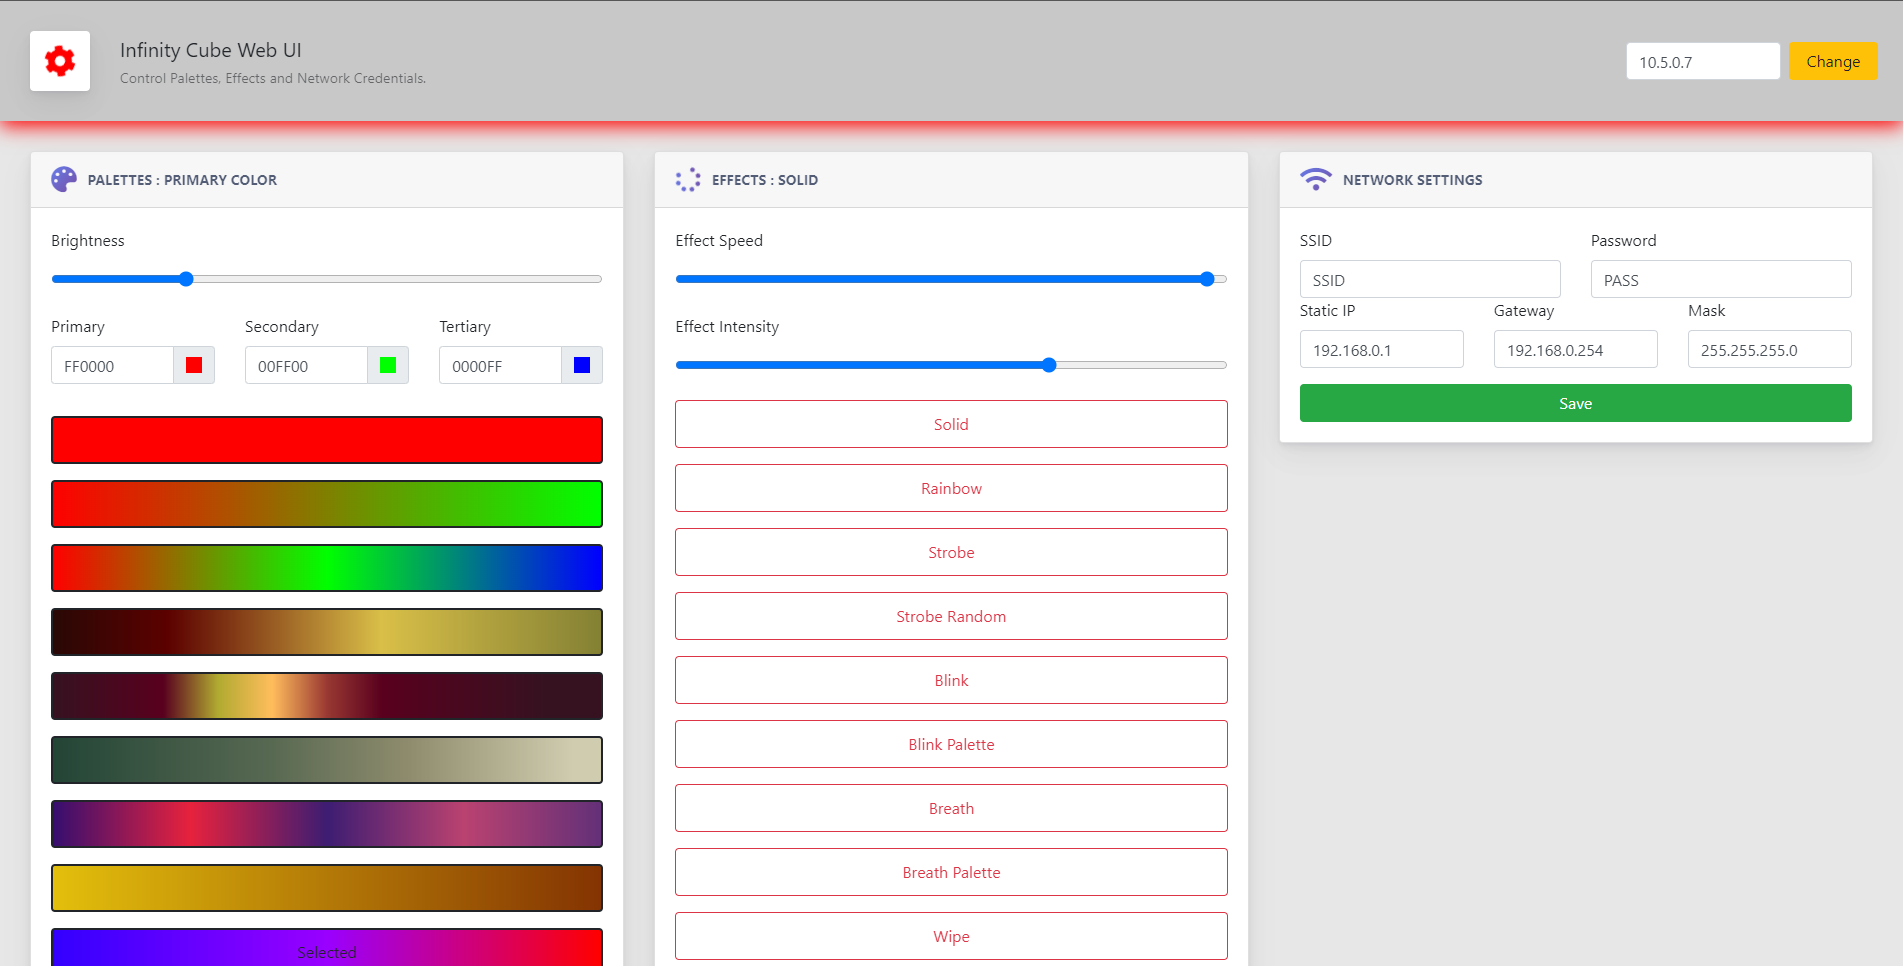 Infinity Cube Web UI
Control Palettes, Effects and Network Credentials.
10.5.0.7
Change
PALETTES : PRIMARY COLOR
Brightness
Primary
Secondary
Tertiary
FF0000
00FF00
0000FF
Selected
EFFECTS : SOLID
Effect Speed
Effect Intensity
Solid
Rainbow
Strobe
Strobe Random
Blink
Blink Palette
Breath
Breath Palette
Wipe
NETWORK SETTINGS
SSID
Password
SSID
PASS
Static IP
Gateway
Mask
192.168.0.1
192.168.0.254
255.255.255.0
Save